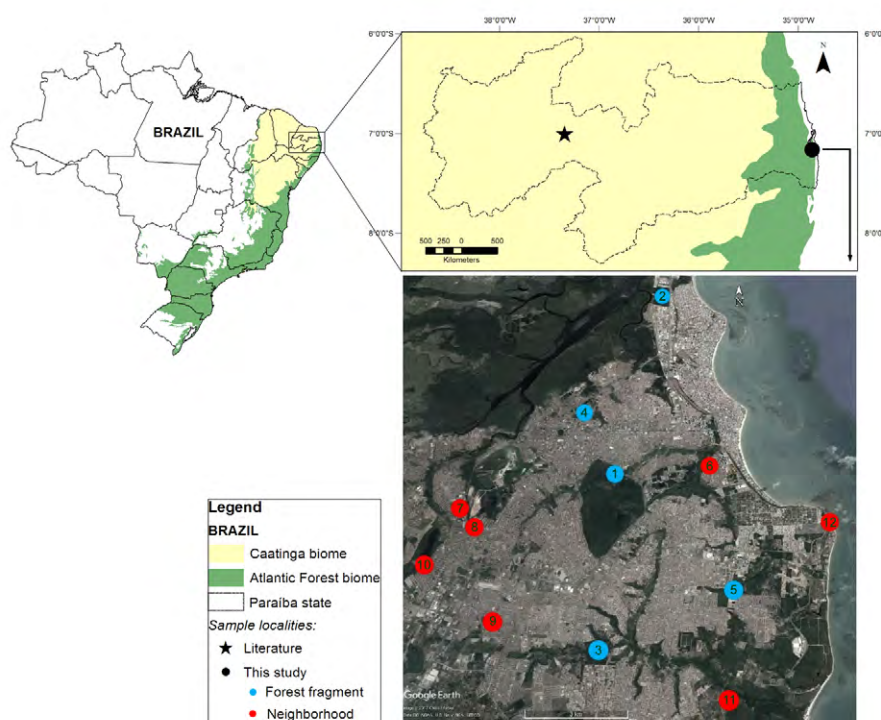 38°0'0"W 37°0'0"W 36°0'0"W 35°0'0"W
6°0'0"S 6°0'0"S
N
BRAZIL
7°0'0"S 7°0'0"S
8°0'0"S 8°0'0"S
500 250 0 500
Kilometers
N
2
4
1
6
7
8
12
10
5
9
3
11
Google Earth
Legend
BRAZIL
Caatinga biome
Atlantic Forest biome
Paraíba state
Sample localities:
Literature
This study
Forest fragment
Neighborhood